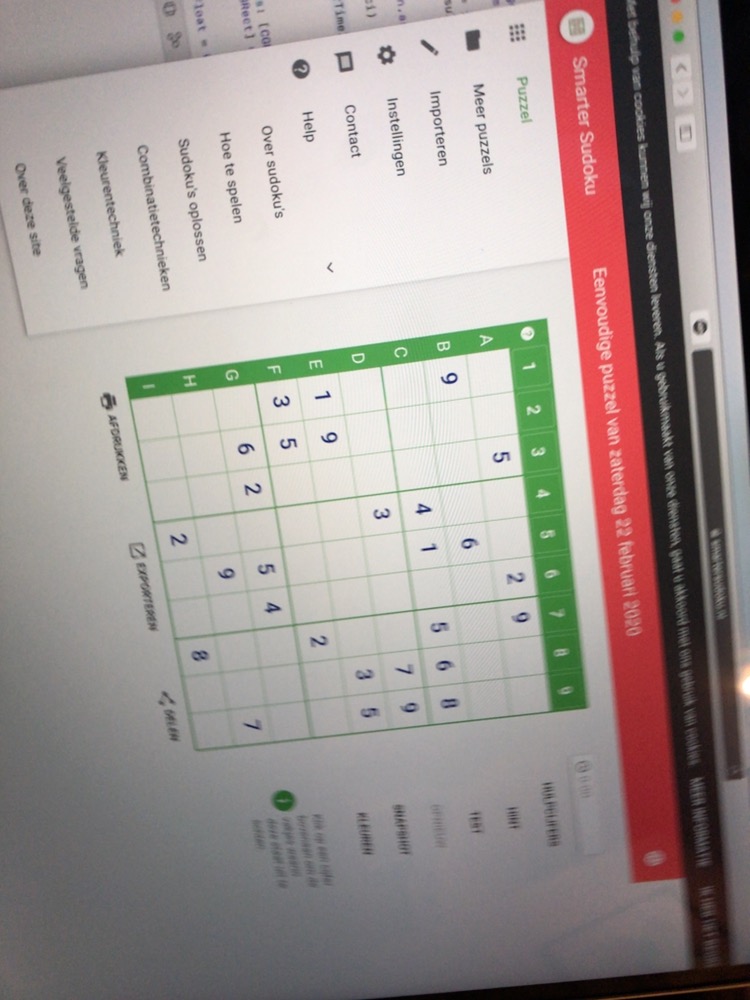 Met behulp van cookies kunnen wij onze diensten leveren. Als u gebruikmaakt van onze diensten, gaat u akkoord met ons gebruik van cookies. MEER INFORMATIE
Smarter Sudoku
Eenvoudige puzzel van zaterdag 22 februari 2020
Puzzel
Meer puzzels
Importeren
Instellingen
Contact
Help
Over sudoku's
Hoe te spelen
Sudoku's oplossen
Combinatietechnieken
Kleurentechniek
Veelgestelde vragen
Over deze site
? 1 2 3 4 5 6 7 8 9
A 5 2 9
B 9 6
C 4 1 5 6 8
D 3 7 9
E 1 9 3 5
F 3 5 2
G 6 2 5 4
H 9 7
I 2 8
AFDRUKKEN EXPORTEREN DELEN
HULPCIJFERS
HINT
TEST
SNAPSHOT
KLEUREN